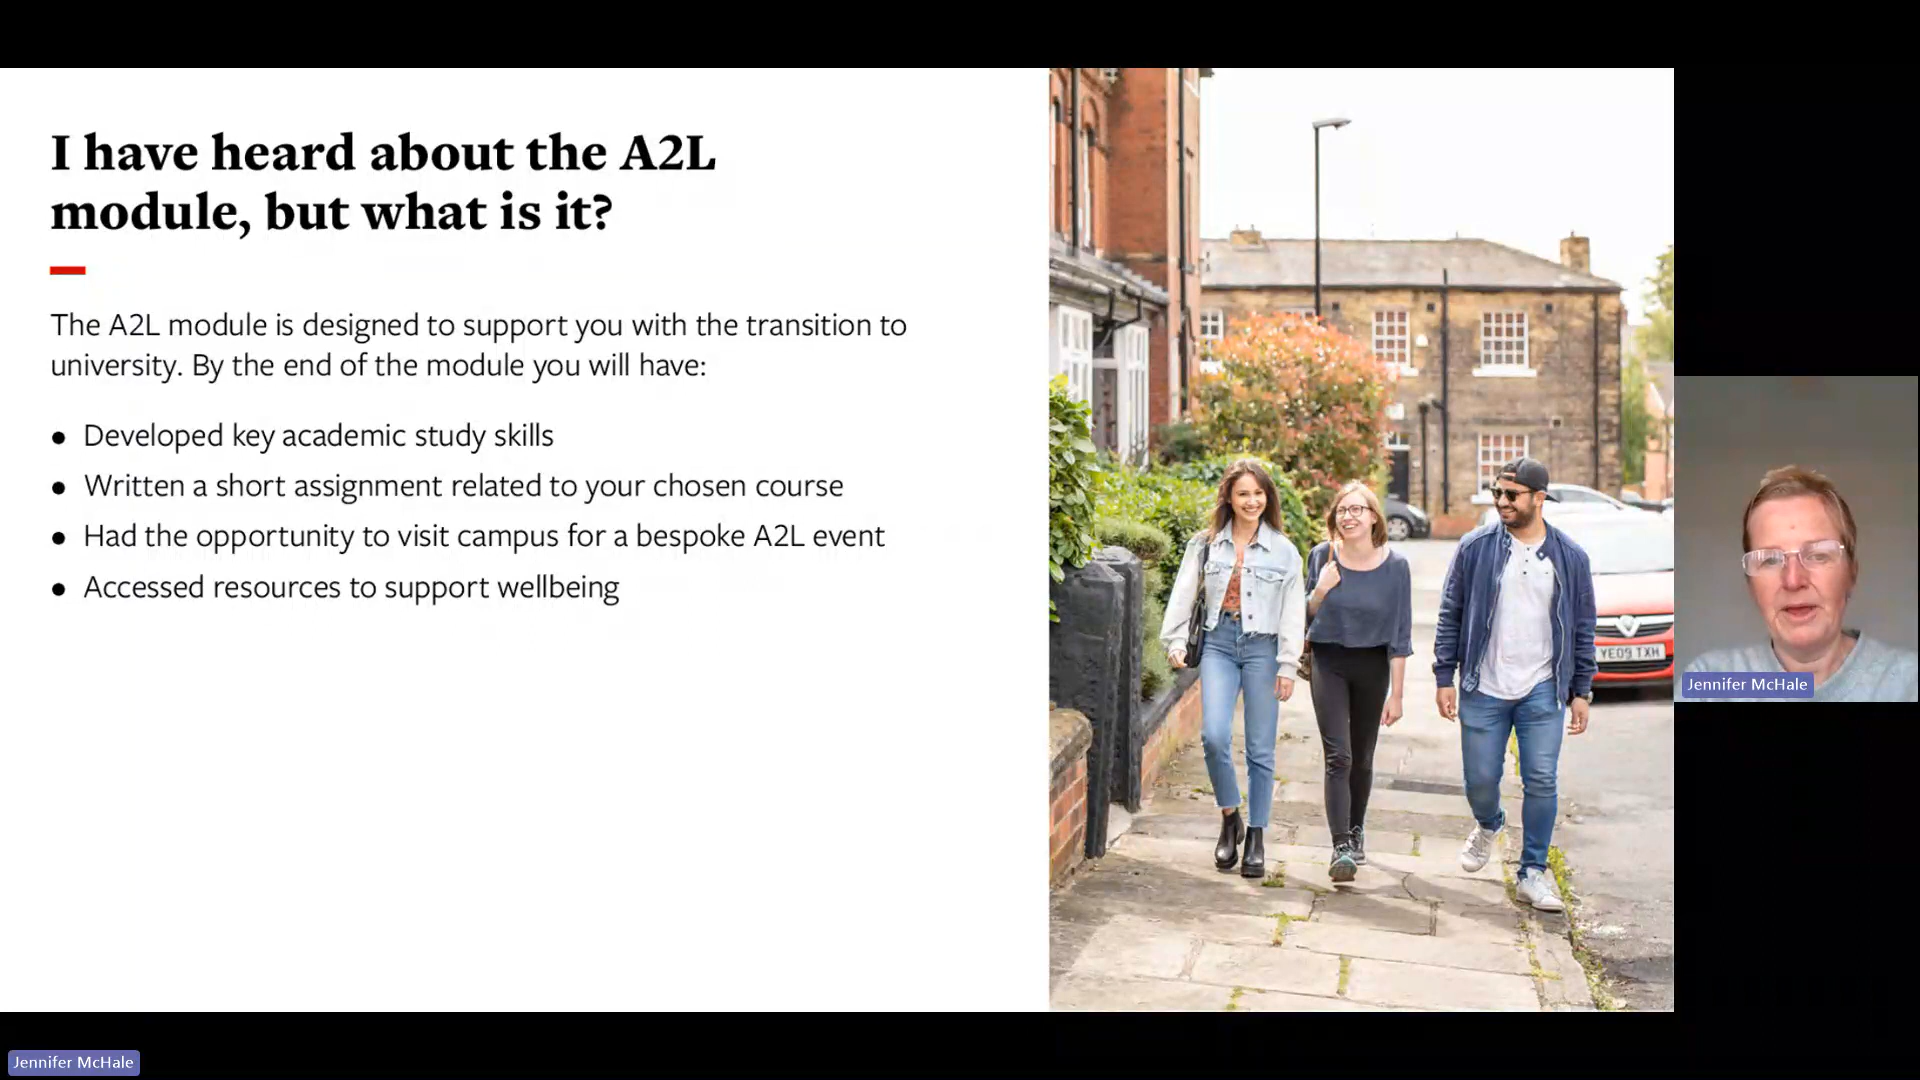 I have heard about the A2L
module, but what is it?
The A2L module is designed to support you with the transition to
university. By the end of the module you will have:
● Developed key academic study skills
● Written a short assignment related to your chosen course
● Had the opportunity to visit campus for a bespoke A2L event
● Accessed resources to support wellbeing
YE09 TXH
Jennifer McHale
Jennifer McHale